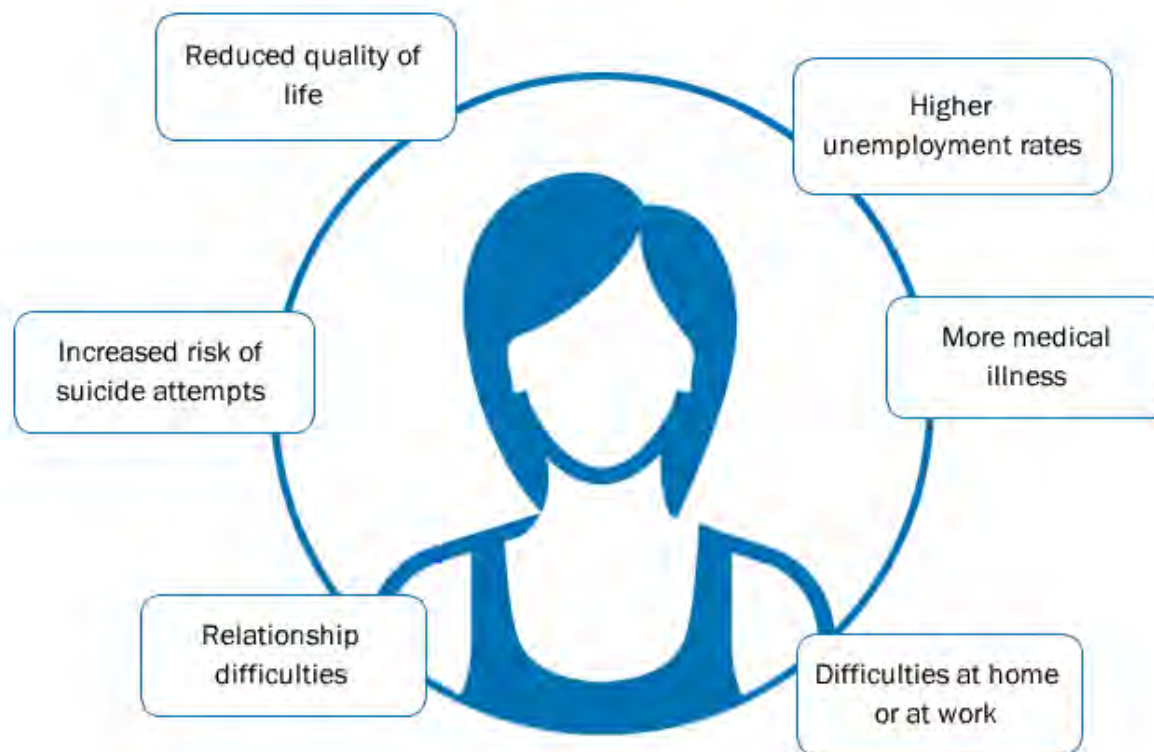 Reduced quality of
life
Higher
unemployment rates
Increased risk of
suicide attempts
More medical
illness
Relationship
difficulties
Difficulties at home
or at work